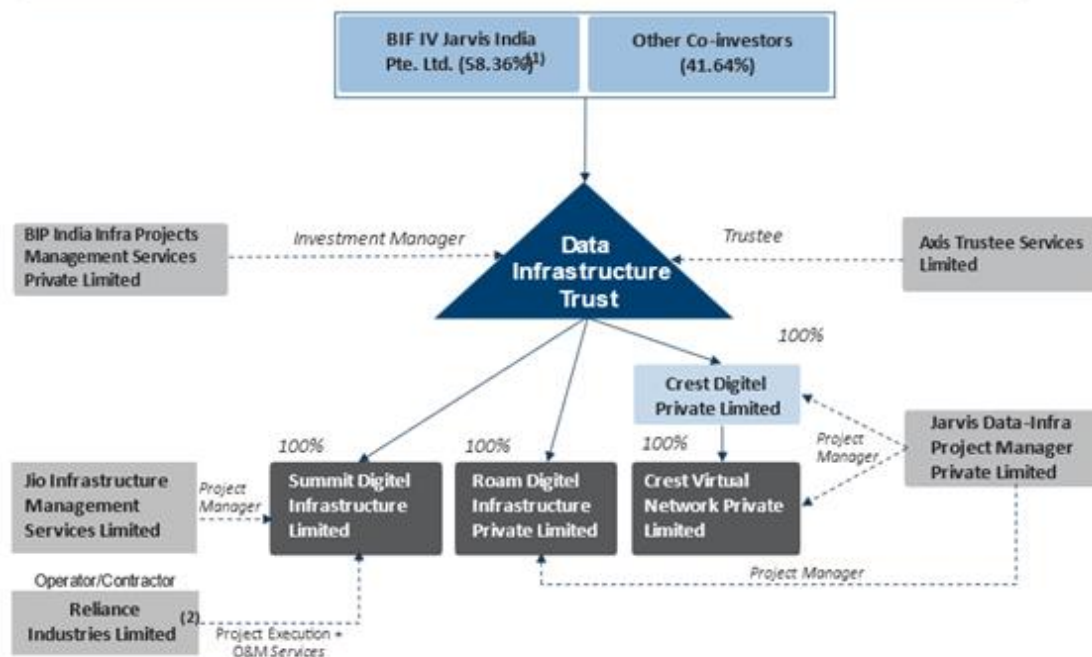 BIF IV Jarvis India
Pte. Ltd. (58.36%)(1)
Other Co-investors
(41.64%)
BIP India Infra Projects
Management Services
Private Limited
Investment Manager
Data
Infrastructure
Trust
Trustee
Axis Trustee Services
Limited
100%
Crest Digitel
Private Limited
Jarvis Data-Infra
Project Manager
Private Limited
Project
Manager
100%
100%
100%
Jio Infrastructure
Management
Services Limited
Project
Manager
Summit Digitel
Infrastructure
Limited
Roam Digitel
Infrastructure
Private Limited
Crest Virtual
Network Private
Limited
Project Manager
Operator/Contractor
Reliance
Industries Limited (2)
Project Execution +
O&M Services